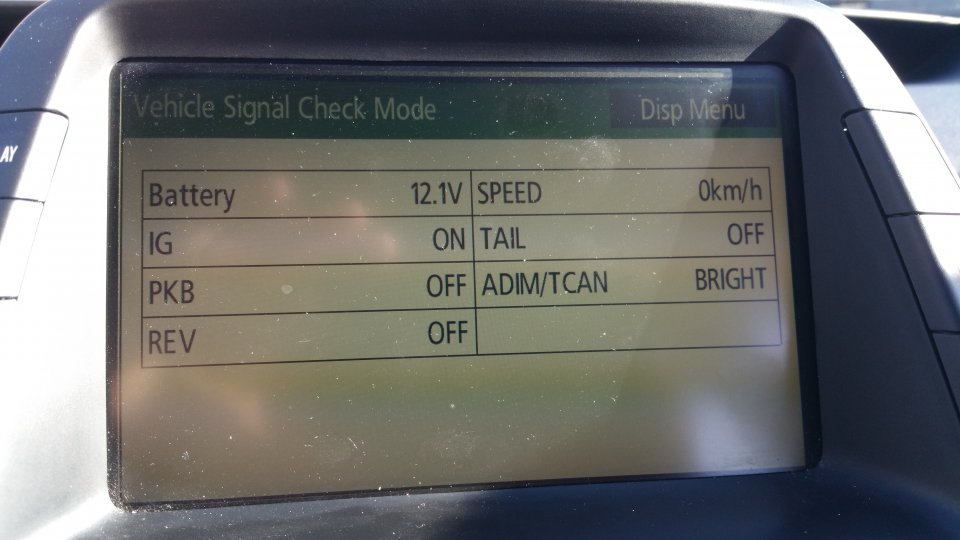 Vehicle Signal Check Mode Disp Menu
AY
Battery 12.1V SPEED 0km/h
IG ON TAIL OFF
PKB OFF ADIM/TCAN BRIGHT
REV OFF